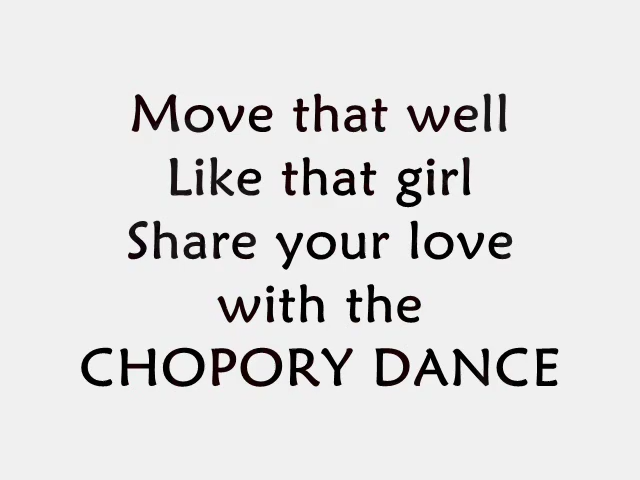 Move that well
Like that girl
Share your love
with the
CHOPORY DANCE